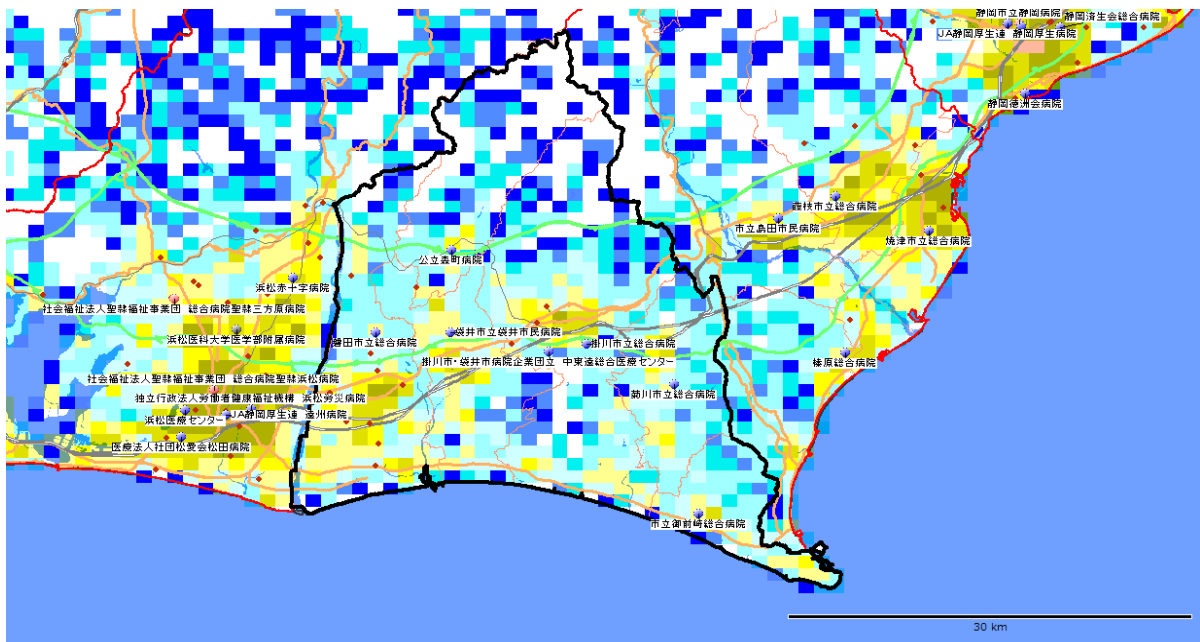 静岡市立静岡病院
静岡済生会総合病院
JA静岡厚生連 静岡厚生病院
静岡徳洲会病院
藤枝市立総合病院
市立島田市民病院
焼津市立総合病院
公立森町病院
浜松赤十字病院
社会福祉法人聖隷福祉事業団 総合病院聖隷三方原病院
浜松医科大学医学部附属病院
磐田市立総合病院
袋井市立袋井市民病院
掛川市立総合病院
掛川市・袋井市病院企業団立 中東遠総合医療センター
榛原総合病院
社会福祉法人聖隷福祉事業団 総合病院聖隷浜松病院
菊川市立総合病院
独立行政法人労働者健康福祉機構 浜松労災病院
浜松医療センター
JA静岡厚生連 遠州病院
医療法人社団松愛会松田病院
市立御前崎総合病院
30 km